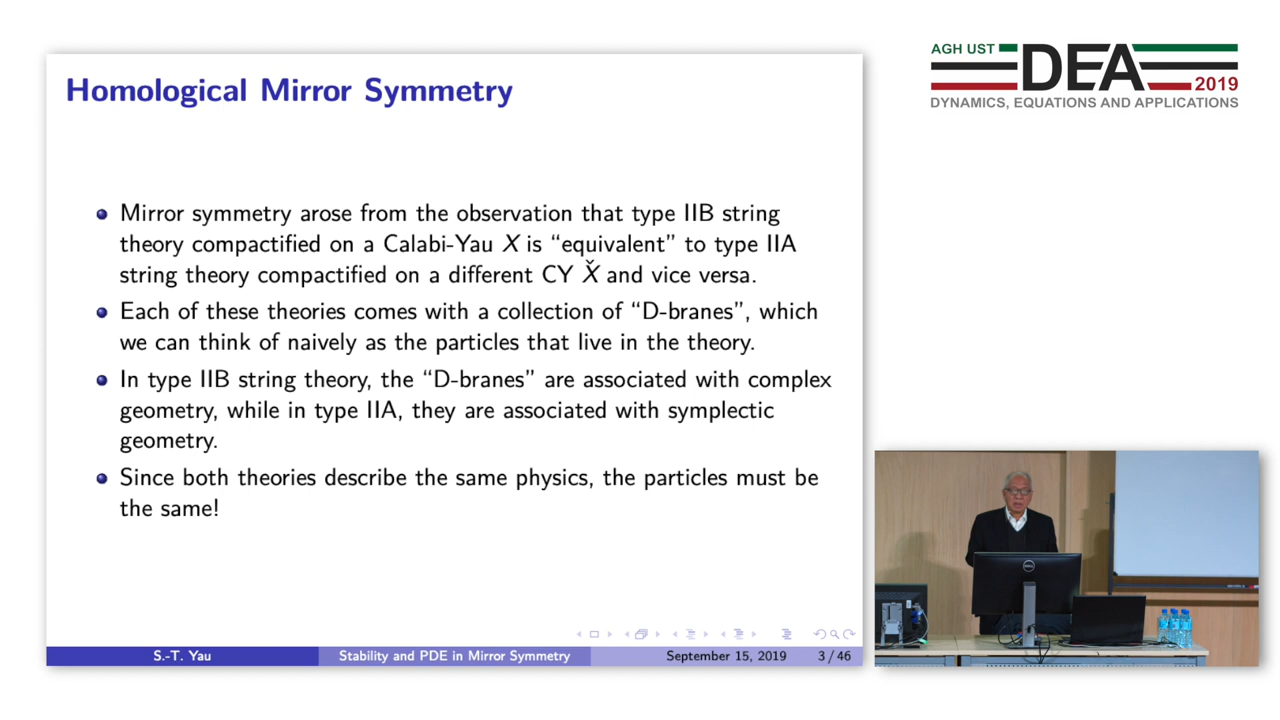 AGH UST
DEA
2019
DYNAMICS, EQUATIONS AND APPLICATIONS
Homological Mirror Symmetry
Mirror symmetry arose from the observation that type IIB string
theory compactified on a Calabi-Yau X is “equivalent” to type IIA
string theory compactified on a different CY X̌ and vice versa.
Each of these theories comes with a collection of “D-branes”, which
we can think of naively as the particles that live in the theory.
In type IIB string theory, the “D-branes” are associated with complex
geometry, while in type IIA, they are associated with symplectic
geometry.
Since both theories describe the same physics, the particles must be
the same!
S.-T. Yau Stability and PDE in Mirror Symmetry September 15, 2019 3 / 46
DELL